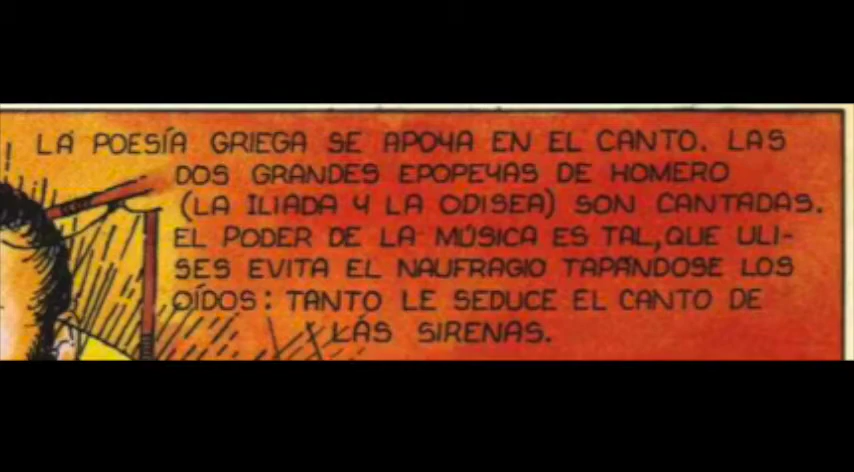 LA POESÍA GRIEGA SE APOYA EN EL CANTO. LAS
DOS GRANDES EPOPEYAS DE HOMERO
(LA ILIADA Y LA ODISEA) SON CANTADAS.
EL PODER DE LA MÚSICA ES TAL, QUE ULI-
SES EVITA EL NAUFRAGIO TAPÁNDOSE LOS
OÍDOS: TANTO LE SEDUCE EL CANTO DE
LAS SIRENAS.